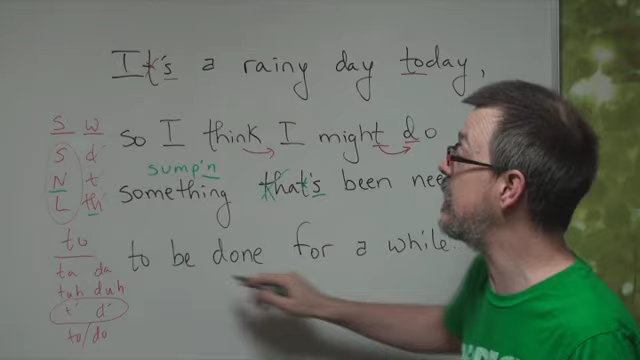 It's a rainy day today,
so I think I might do
sump'n
something that's been
to be done for a while.
S w
S d
N t
L th
to
ta da
tuh duh
t' d'
to/do